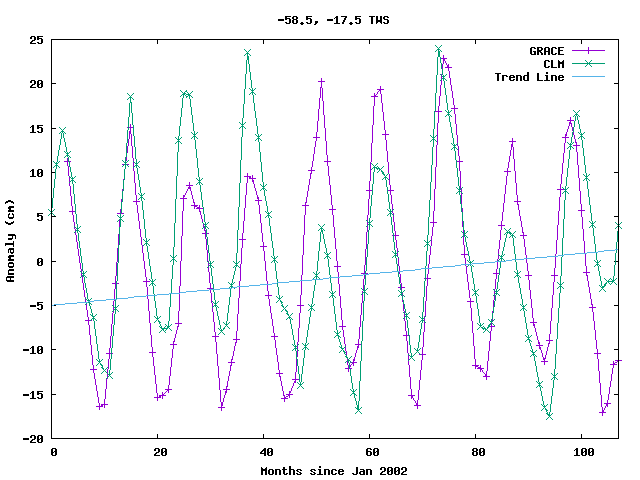 -58.5, -17.5 TWS
GRACE
CLM
Trend Line
25
20
15
10
5
0
-5
-10
-15
-20
Anomaly (cm)
0 20 40 60 80 100
Months since Jan 2002